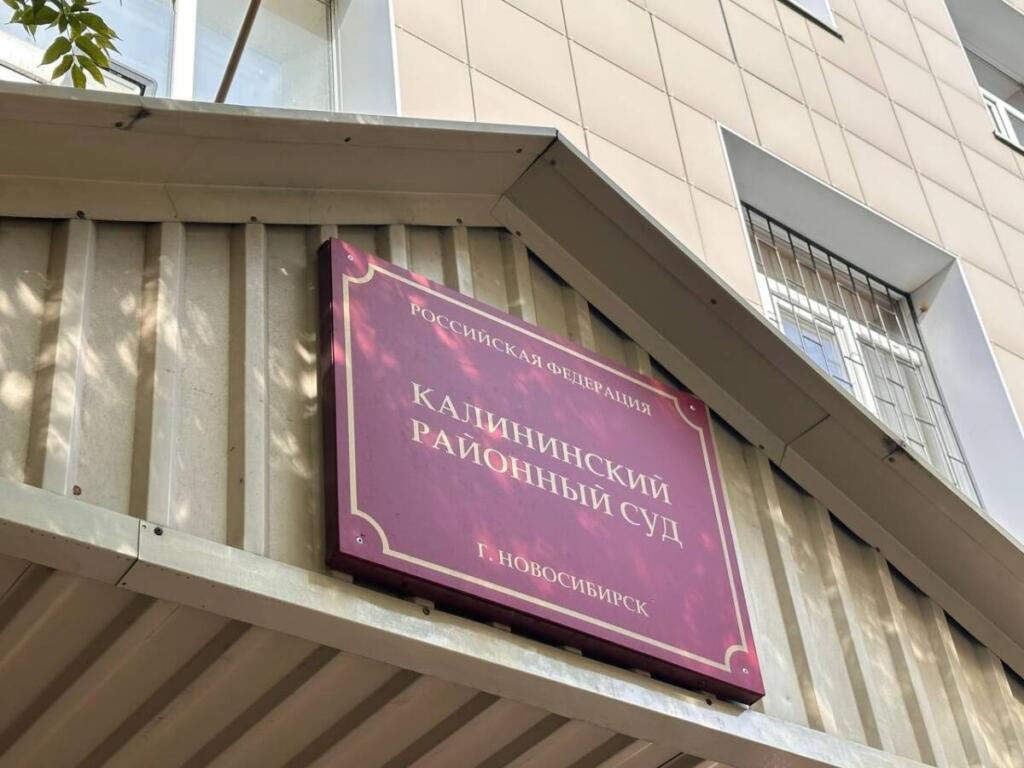 РОССИЙСКАЯ ФЕДЕРАЦИЯ
КАЛИНИНСКИЙ
РАЙОННЫЙ СУД
Г. НОВОСИБИРСК